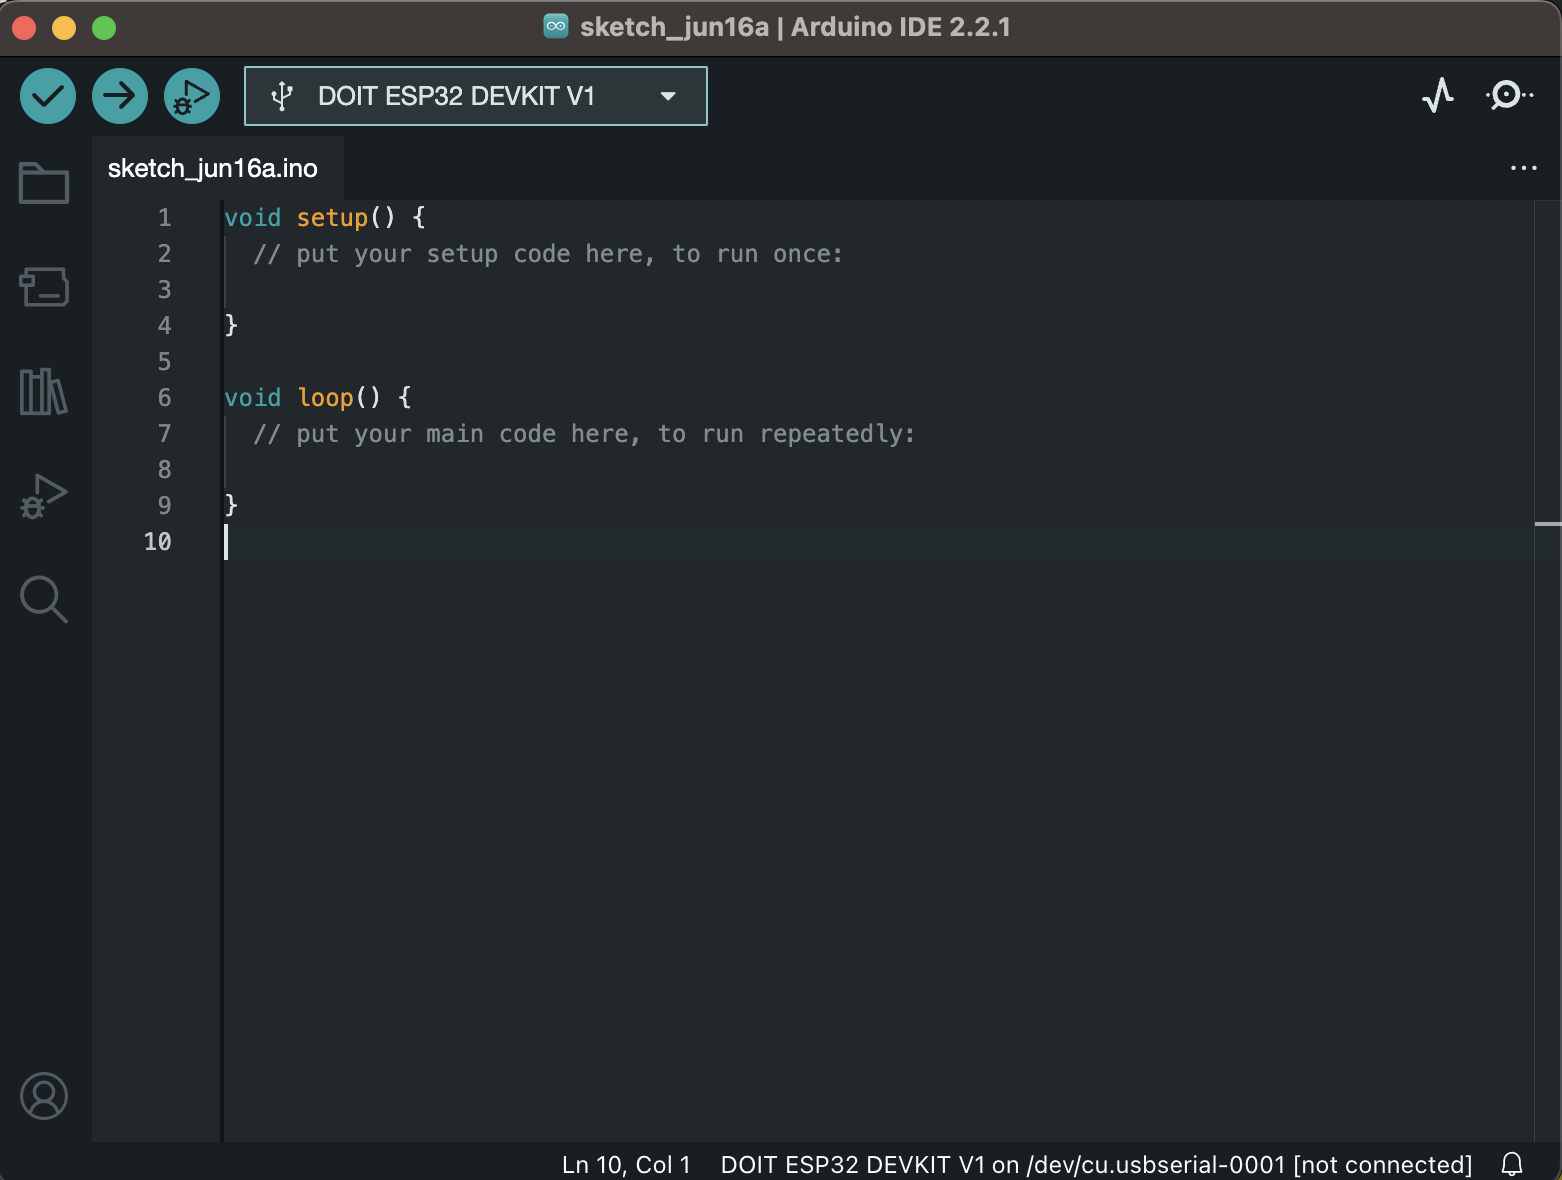 sketch_jun16a | Arduino IDE 2.2.1
DOIT ESP32 DEVKIT V1
sketch_jun16a.ino
1 void setup() {
2   // put your setup code here, to run once:
3
4 }
5
6 void loop() {
7   // put your main code here, to run repeatedly:
8
9 }
10
Ln 10, Col 1 DOIT ESP32 DEVKIT V1 on /dev/cu.usbserial-0001 [not connected]